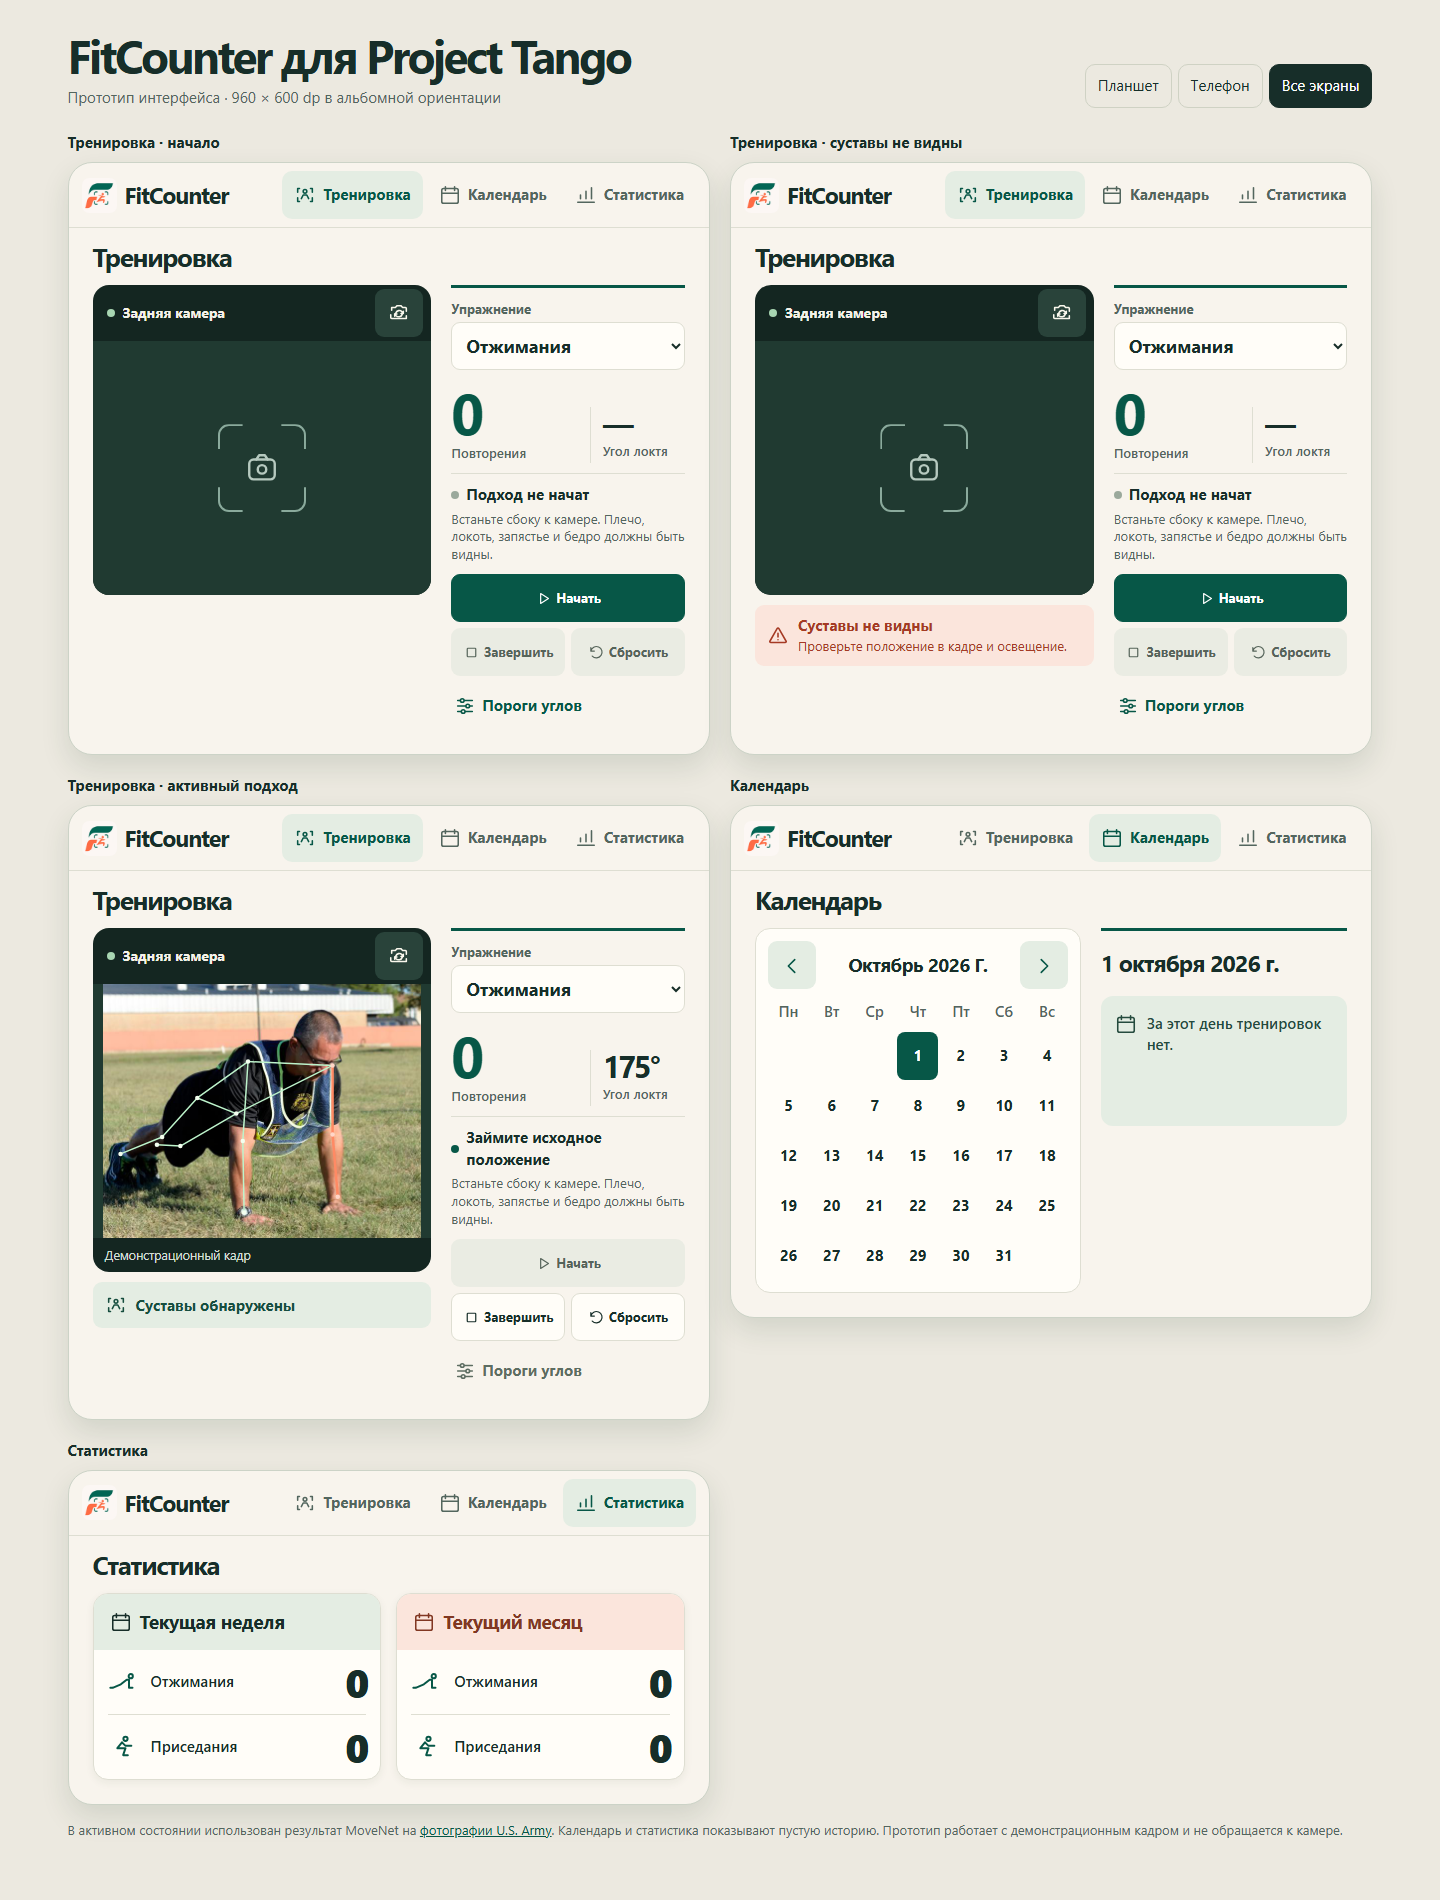 FitCounter для Project Tango
Прототип интерфейса · 960 × 600 dp в альбомной ориентации
Планшет
Телефон
Все экраны
Тренировка · начало
FitCounter
Тренировка
Календарь
Статистика
Тренировка
Задняя камера
Упражнение
Отжимания
0
Повторения
—
Угол локтя
Подход не начат
Встаньте сбоку к камере. Плечо,
локоть, запястье и бедро должны быть
видны.
Начать
Завершить
Сбросить
Пороги углов
Тренировка · суставы не видны
FitCounter
Тренировка
Календарь
Статистика
Тренировка
Задняя камера
Суставы не видны
Проверьте положение в кадре и освещение.
Упражнение
Отжимания
0
Повторения
—
Угол локтя
Подход не начат
Встаньте сбоку к камере. Плечо,
локоть, запястье и бедро должны быть
видны.
Начать
Завершить
Сбросить
Пороги углов
Тренировка · активный подход
FitCounter
Тренировка
Календарь
Статистика
Тренировка
Задняя камера
Демонстрационный кадр
Суставы обнаружены
Упражнение
Отжимания
0
Повторения
175°
Угол локтя
Займите исходное
положение
Встаньте сбоку к камере. Плечо,
локоть, запястье и бедро должны быть
видны.
Начать
Завершить
Сбросить
Пороги углов
Календарь
FitCounter
Тренировка
Календарь
Статистика
Календарь
Октябрь 2026 Г.
Пн Вт Ср Чт Пт Сб Вс
1 2 3 4
5 6 7 8 9 10 11
12 13 14 15 16 17 18
19 20 21 22 23 24 25
26 27 28 29 30 31
1 октября 2026 г.
За этот день тренировок
нет.
Статистика
FitCounter
Тренировка
Календарь
Статистика
Статистика
Текущая неделя
Отжимания 0
Приседания 0
Текущий месяц
Отжимания 0
Приседания 0
В активном состоянии использован результат MoveNet на фотографии U.S. Army. Календарь и статистика показывают пустую историю. Прототип работает с демонстрационным кадром и не обращается к камере.